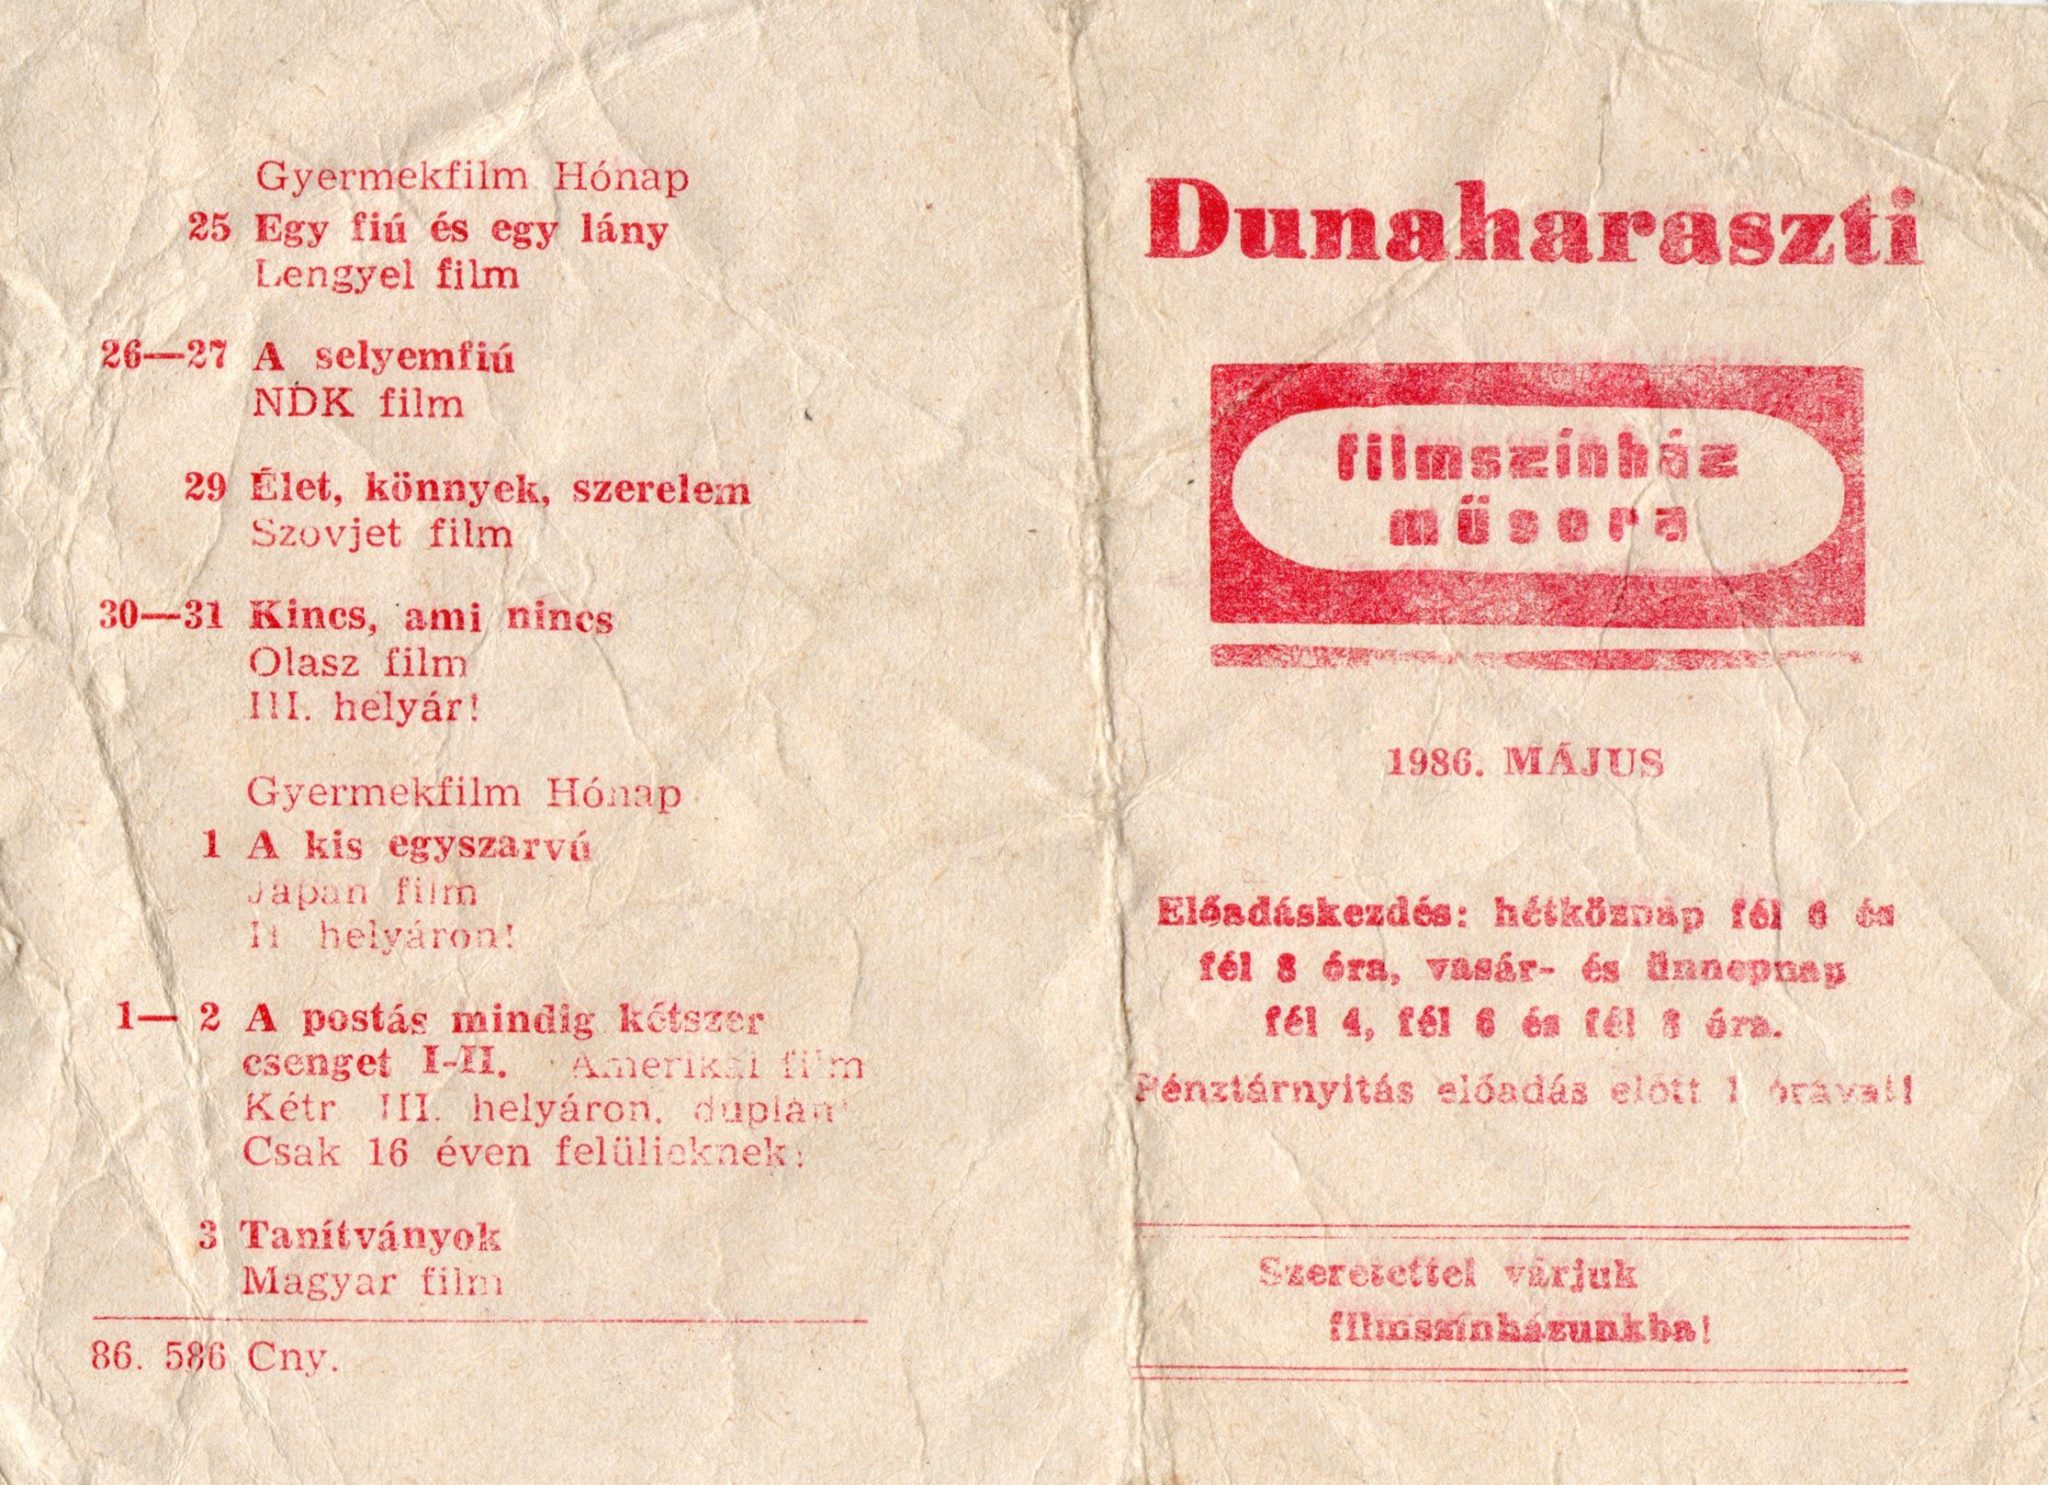 Gyermekfilm Hónap
25 Egy fiú és egy lány
Lengyel film
26—27 A selyemfiú
NDK film
29 Élet, könnyek, szerelem
Szovjet film
30—31 Kincs, ami nincs
Olasz film
III. helyár!
Gyermekfilm Hónap
1 A kis egyszarvú
Japán film
II helyáron!
1— 2 A postás mindig kétszer
csenget I-II. Amerikai film
Kétr III. helyáron, duplán
Csak 16 éven felülieknek!
3 Tanítványok
Magyar film
86. 586 Cny.
Dunaharaszti
filmszínház
műsora
1986. MÁJUS
Előadáskezdés: hétköznap fél 6 és
fél 8 óra, vasár- és ünnepnap
fél 4, fél 6 és fél 8 óra.
Pénztárnyitás előadás előtt 1 órával!
Szeretettel várjuk
filmszínházunkba!